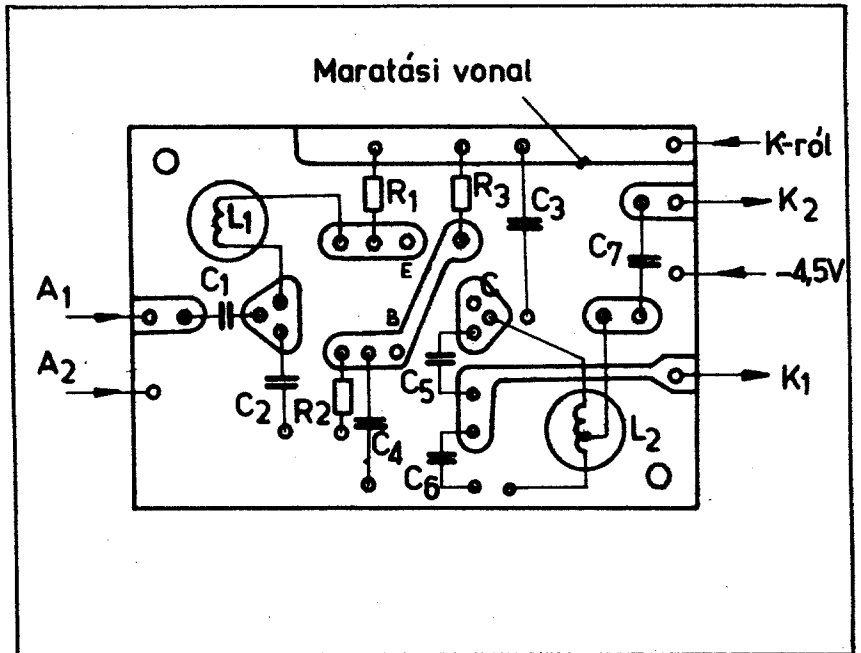 Maratási vonal
K-ról
R₁
R₃
C₃
K₂
L₁
C₇
E
-4,5V
C₁
C
A₁
B
C₅
K₁
A₂
C₂
R₂
C₄
L₂
C₆